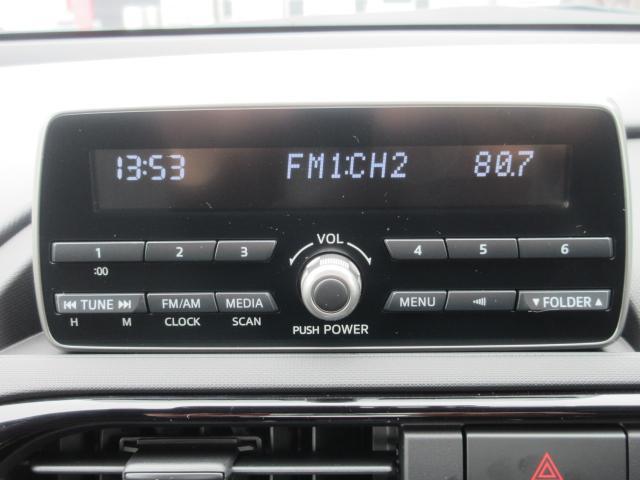 13:53 FM1:CH2 80.7
VOL
1 2 3 4 5 6
:00
TUNE FM/AM MEDIA MENU FOLDER
H M CLOCK SCAN PUSH POWER